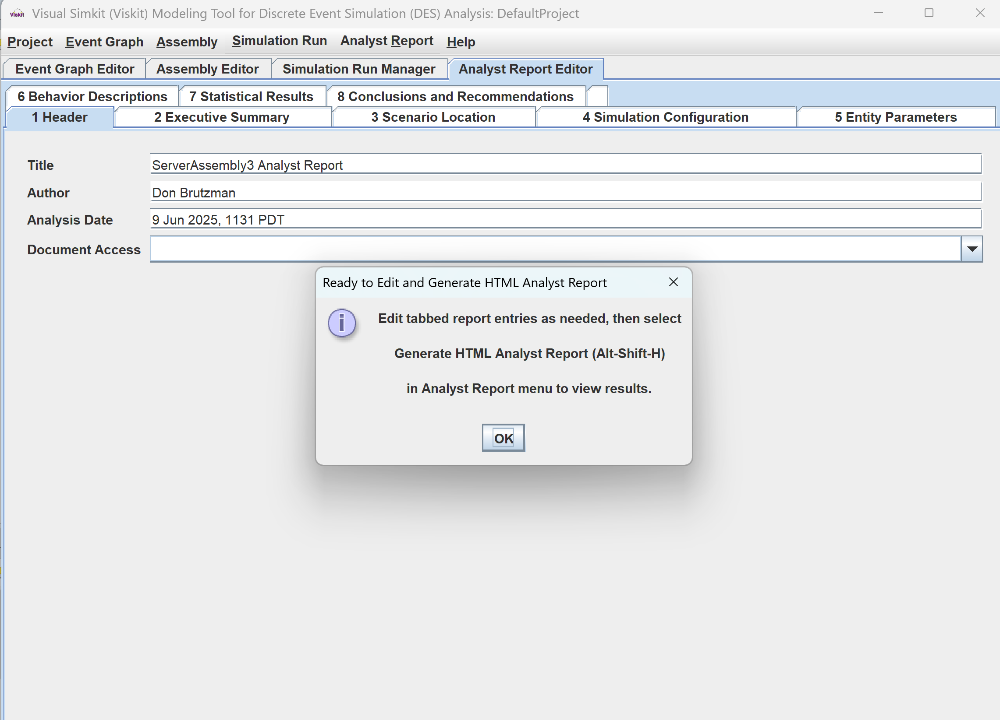 Viskit Visual Simkit (Viskit) Modeling Tool for Discrete Event Simulation (DES) Analysis: DefaultProject
Project Event Graph Assembly Simulation Run Analyst Report Help
Event Graph Editor Assembly Editor Simulation Run Manager Analyst Report Editor
6 Behavior Descriptions 7 Statistical Results 8 Conclusions and Recommendations
1 Header 2 Executive Summary 3 Scenario Location 4 Simulation Configuration 5 Entity Parameters
Title ServerAssembly3 Analyst Report
Author Don Brutzman
Analysis Date 9 Jun 2025, 1131 PDT
Document Access
Ready to Edit and Generate HTML Analyst Report
Edit tabbed report entries as needed, then select
Generate HTML Analyst Report (Alt-Shift-H)
in Analyst Report menu to view results.
OK